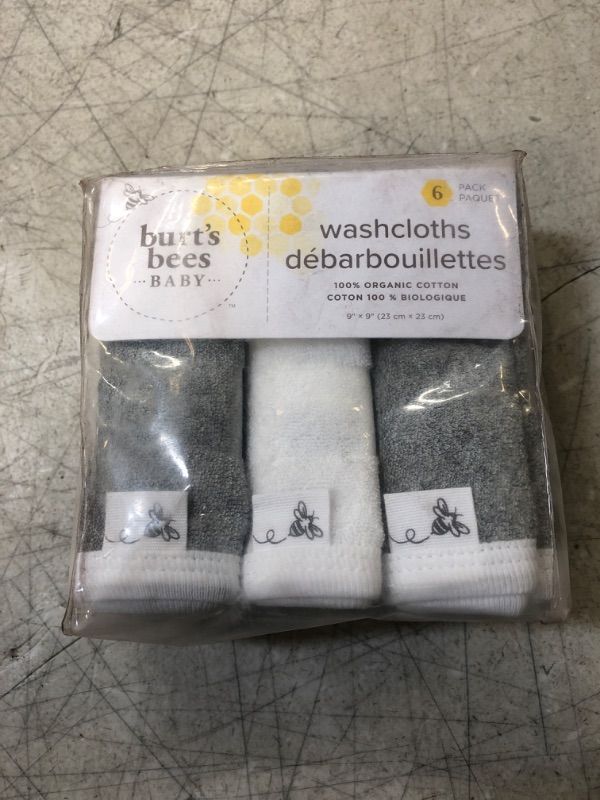 burt's
bees
BABY
™
6 PACK
PAQUET
washcloths
débarbouillettes
100% ORGANIC COTTON
COTON 100 % BIOLOGIQUE
9" × 9" (23 cm × 23 cm)